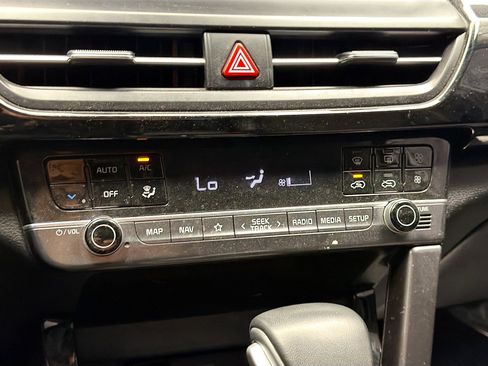 AUTO A/C
Lo
OFF
VOL MAP NAV SEEK TRACK RADIO MEDIA SETUP TUNE